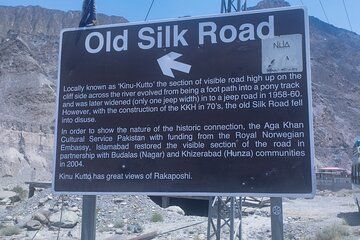 Old Silk Road
NHA
Locally known as 'Kinu-Kutto' the section of visible road high up on the
cliff side across the river evolved from being a foot path into a pony track
and was later widened (only one jeep width) in to a jeep road in 1958-60.
However, with the construction of the KKH in 70's, the old Silk Road fell
into disuse.
In order to show the nature of the historic connection, the Aga Khan
Cultural Service Pakistan with funding from the Royal Norwegian
Embassy, Islamabad restored the visible section of the road in
partnership with Budalas (Nagar) and Khizerabad (Hunza) communities
in 2004.
Kinu Kutto has great views of Rakaposhi.